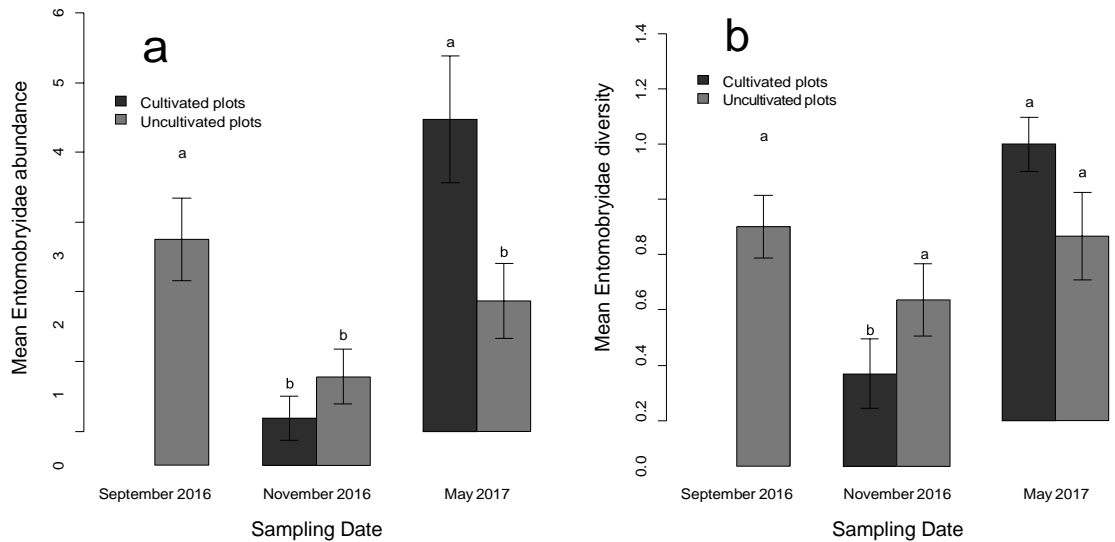 a
Mean Entomobryidae abundance
6
5
4
3
2
1
0
Cultivated plots
Uncultivated plots
a
b
b
a
b
September 2016
November 2016
May 2017
Sampling Date
b
Mean Entomobryidae diversity
1.4
1.2
1.0
0.8
0.6
0.4
0.2
0.0
Cultivated plots
Uncultivated plots
a
b
a
a
a
September 2016
November 2016
May 2017
Sampling Date